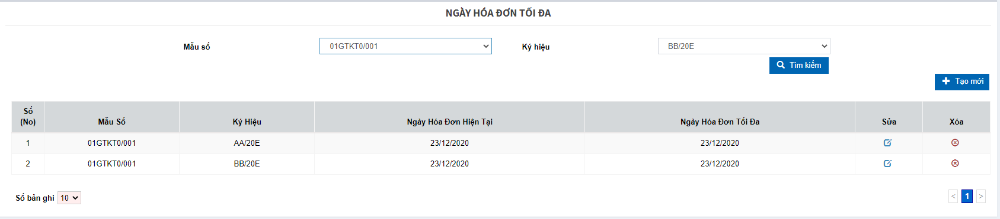 NGÀY HÓA ĐƠN TỐI ĐA
Mẫu số 01GTKT0/001 Ký hiệu BB/20E
Tìm kiếm
Tạo mới
Số (No) Mẫu Số Ký Hiệu Ngày Hóa Đơn Hiện Tại Ngày Hóa Đơn Tối Đa Sửa Xóa
1 01GTKT0/001 AA/20E 23/12/2020 23/12/2020
2 01GTKT0/001 BB/20E 23/12/2020 23/12/2020
Số bản ghi 10 < 1 >